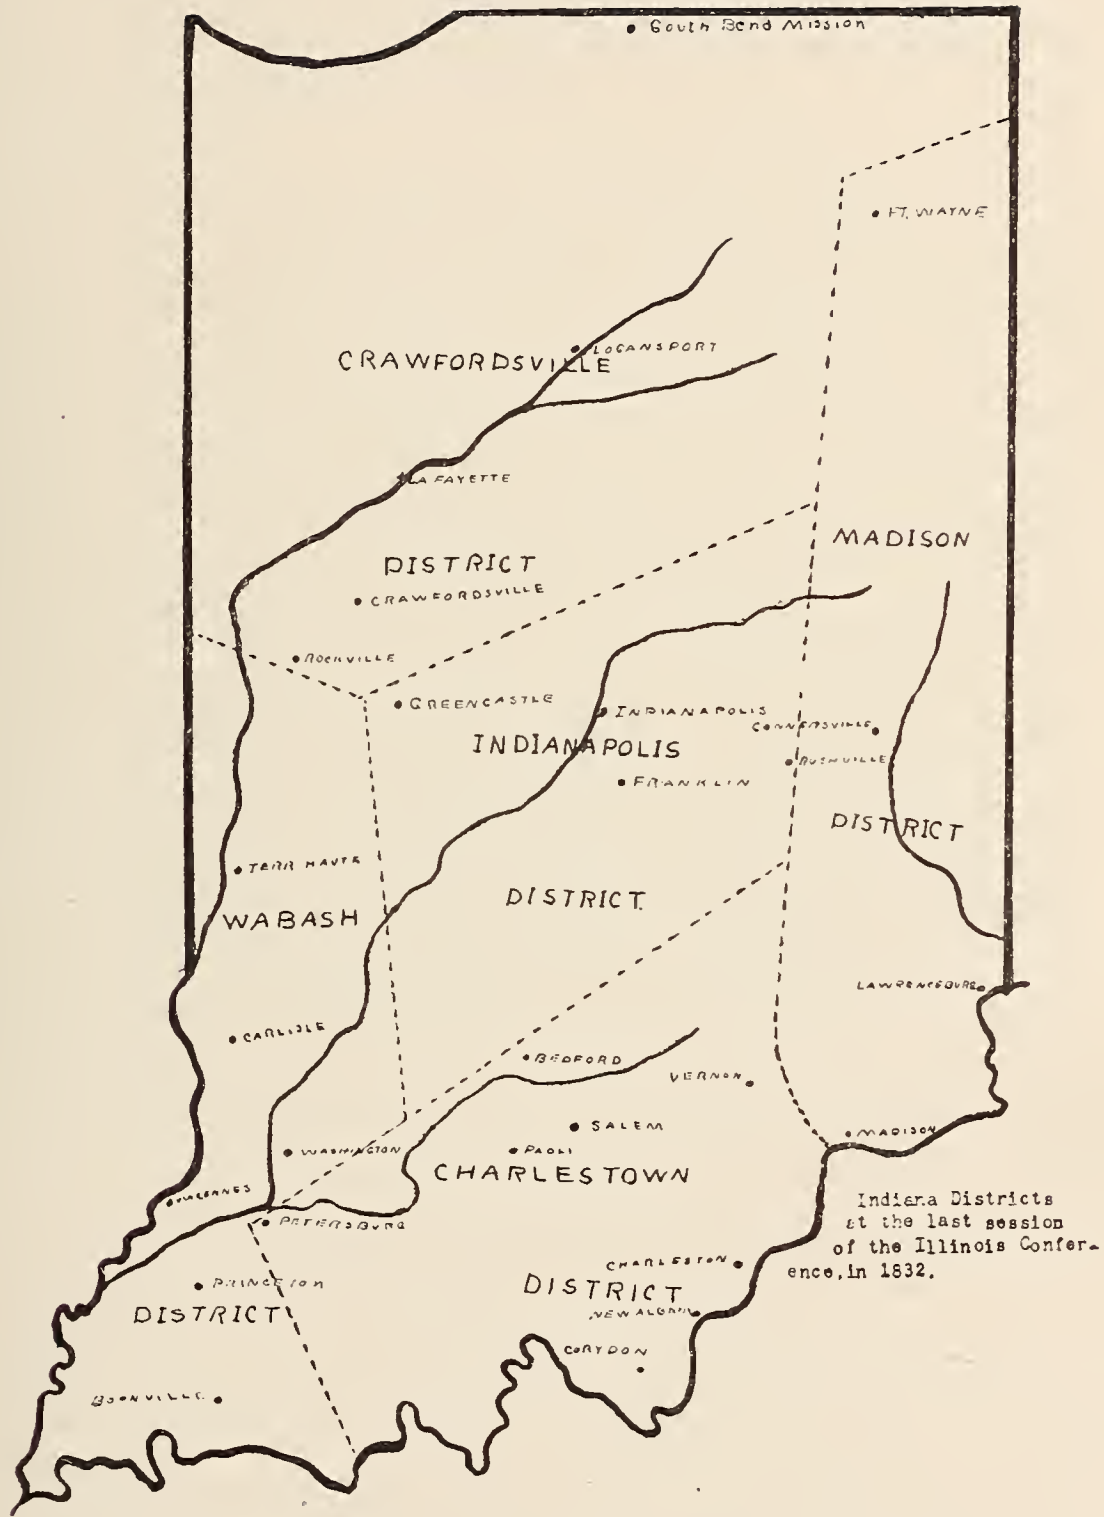 South Bend Mission
FT. WAYNE
LOGANSPORT
CRAWFORDSVILLE
LA FAYETTE
MADISON
DISTRICT
CRAWFORDSVILLE
ROCKVILLE
GREENCASTLE
INDIANAPOLIS
CONNERSVILLE
INDIANAPOLIS
RUSHVILLE
FRANKLIN
DISTRICT
TERR HAUTE
DISTRICT.
WABASH
LAWRENCEBURG
CARLISLE
BEDFORD
VERNON
SALEM
MADISON
WASHINGTON
PAOLI
CHARLESTOWN
VINCENNES
PETERSBURG
Indiana Districts
at the last session
of the Illinois Confer-
ence, in 1832.
CHARLESTON
PRINCETON
DISTRICT
NEW ALBANY
DISTRICT
CORYDON
BOONVILLE